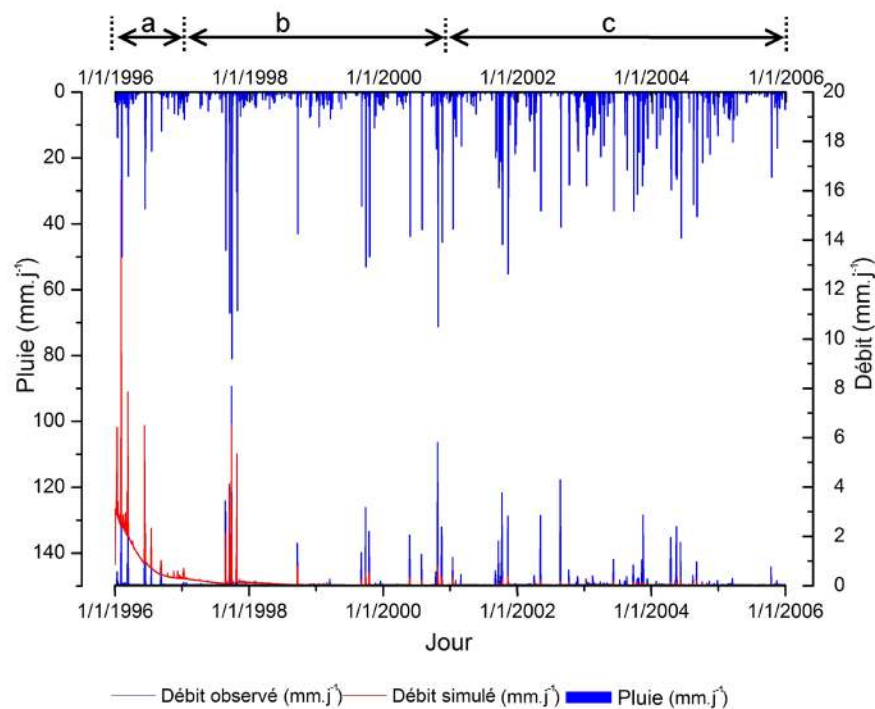 a b c
1/1/1996 1/1/1998 1/1/2000 1/1/2002 1/1/2004 1/1/2006
0 20
18
20
16
40
14
60 12
10
80
8
100
6
120 4
2
140
0
Pluie (mm.j⁻¹)
Débit (mm.j⁻¹)
1/1/1996 1/1/1998 1/1/2000 1/1/2002 1/1/2004 1/1/2006
Jour
Débit observé (mm.j⁻¹) Débit simulé (mm.j⁻¹) Pluie (mm.j⁻¹)